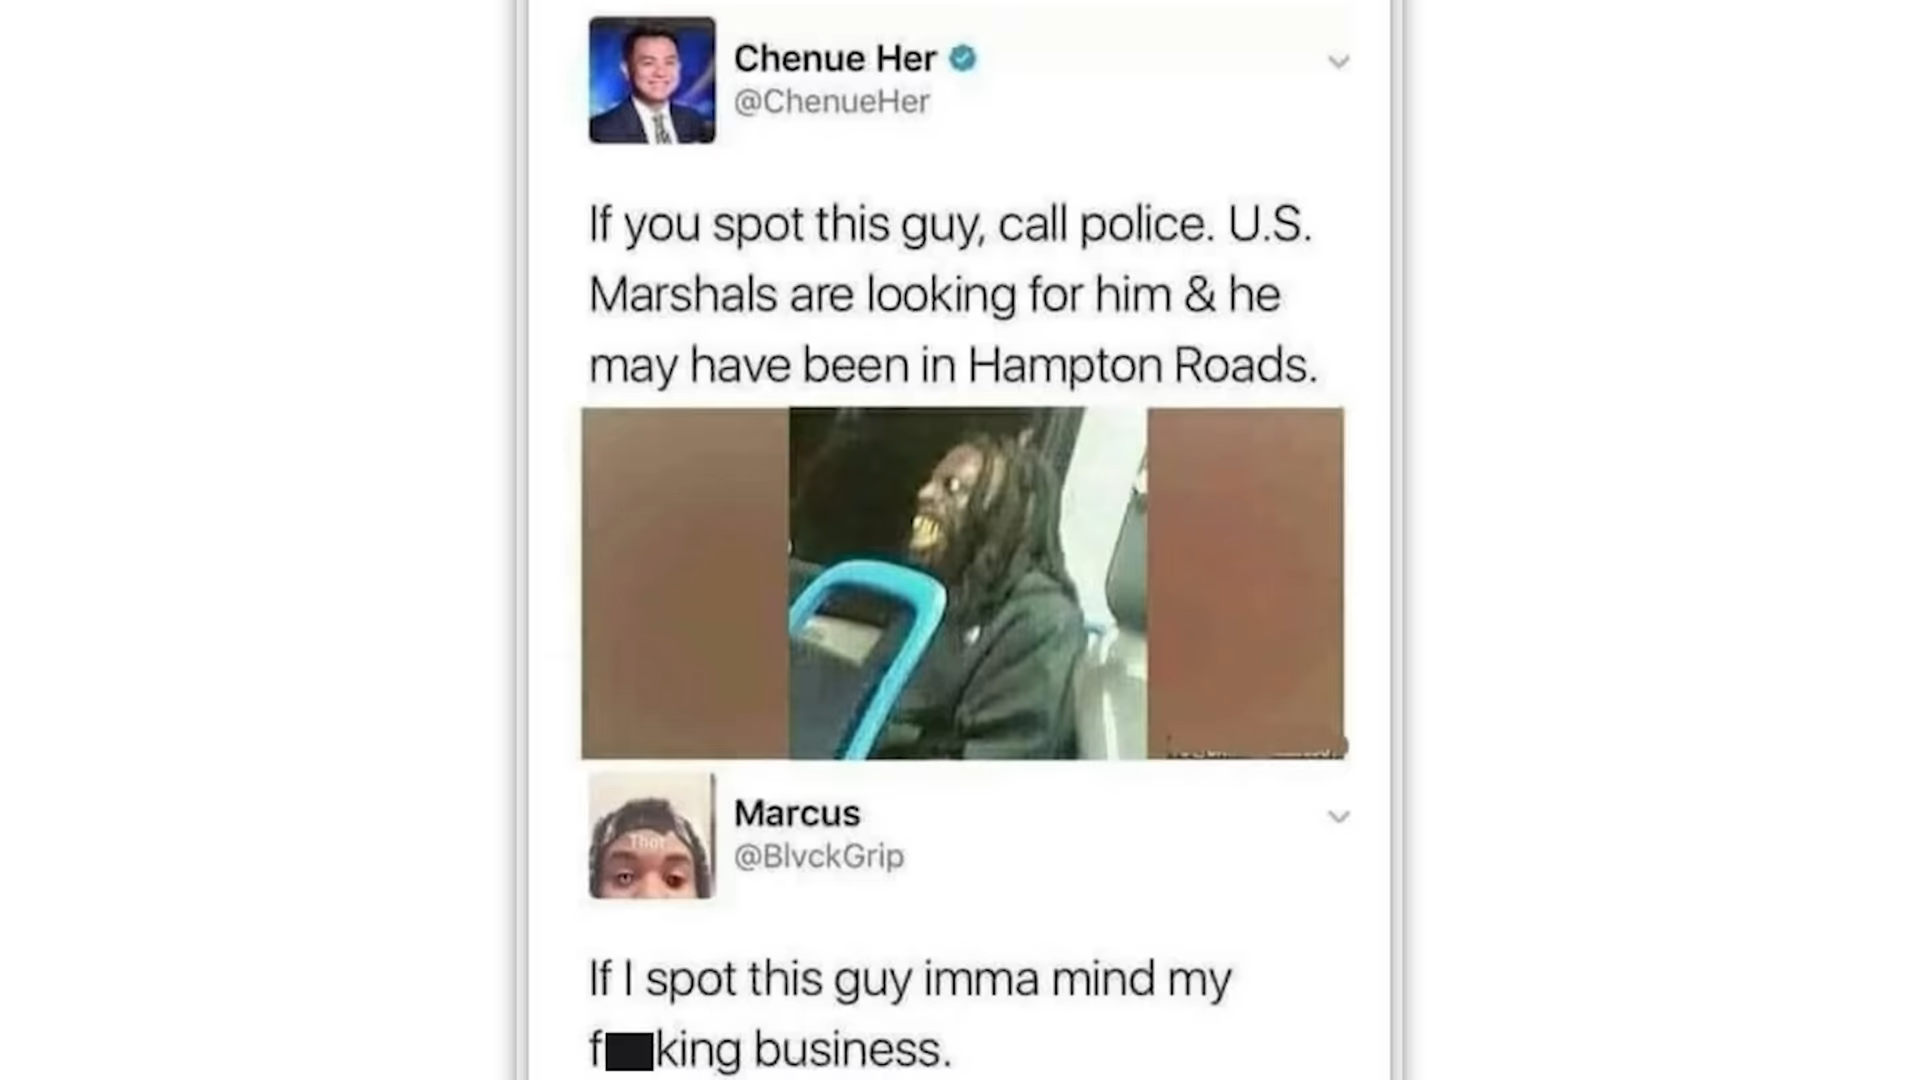 Chenue Her
@ChenueHer
If you spot this guy, call police. U.S.
Marshals are looking for him & he
may have been in Hampton Roads.
Thot
Marcus
@BlvckGrip
If I spot this guy imma mind my
f king business.